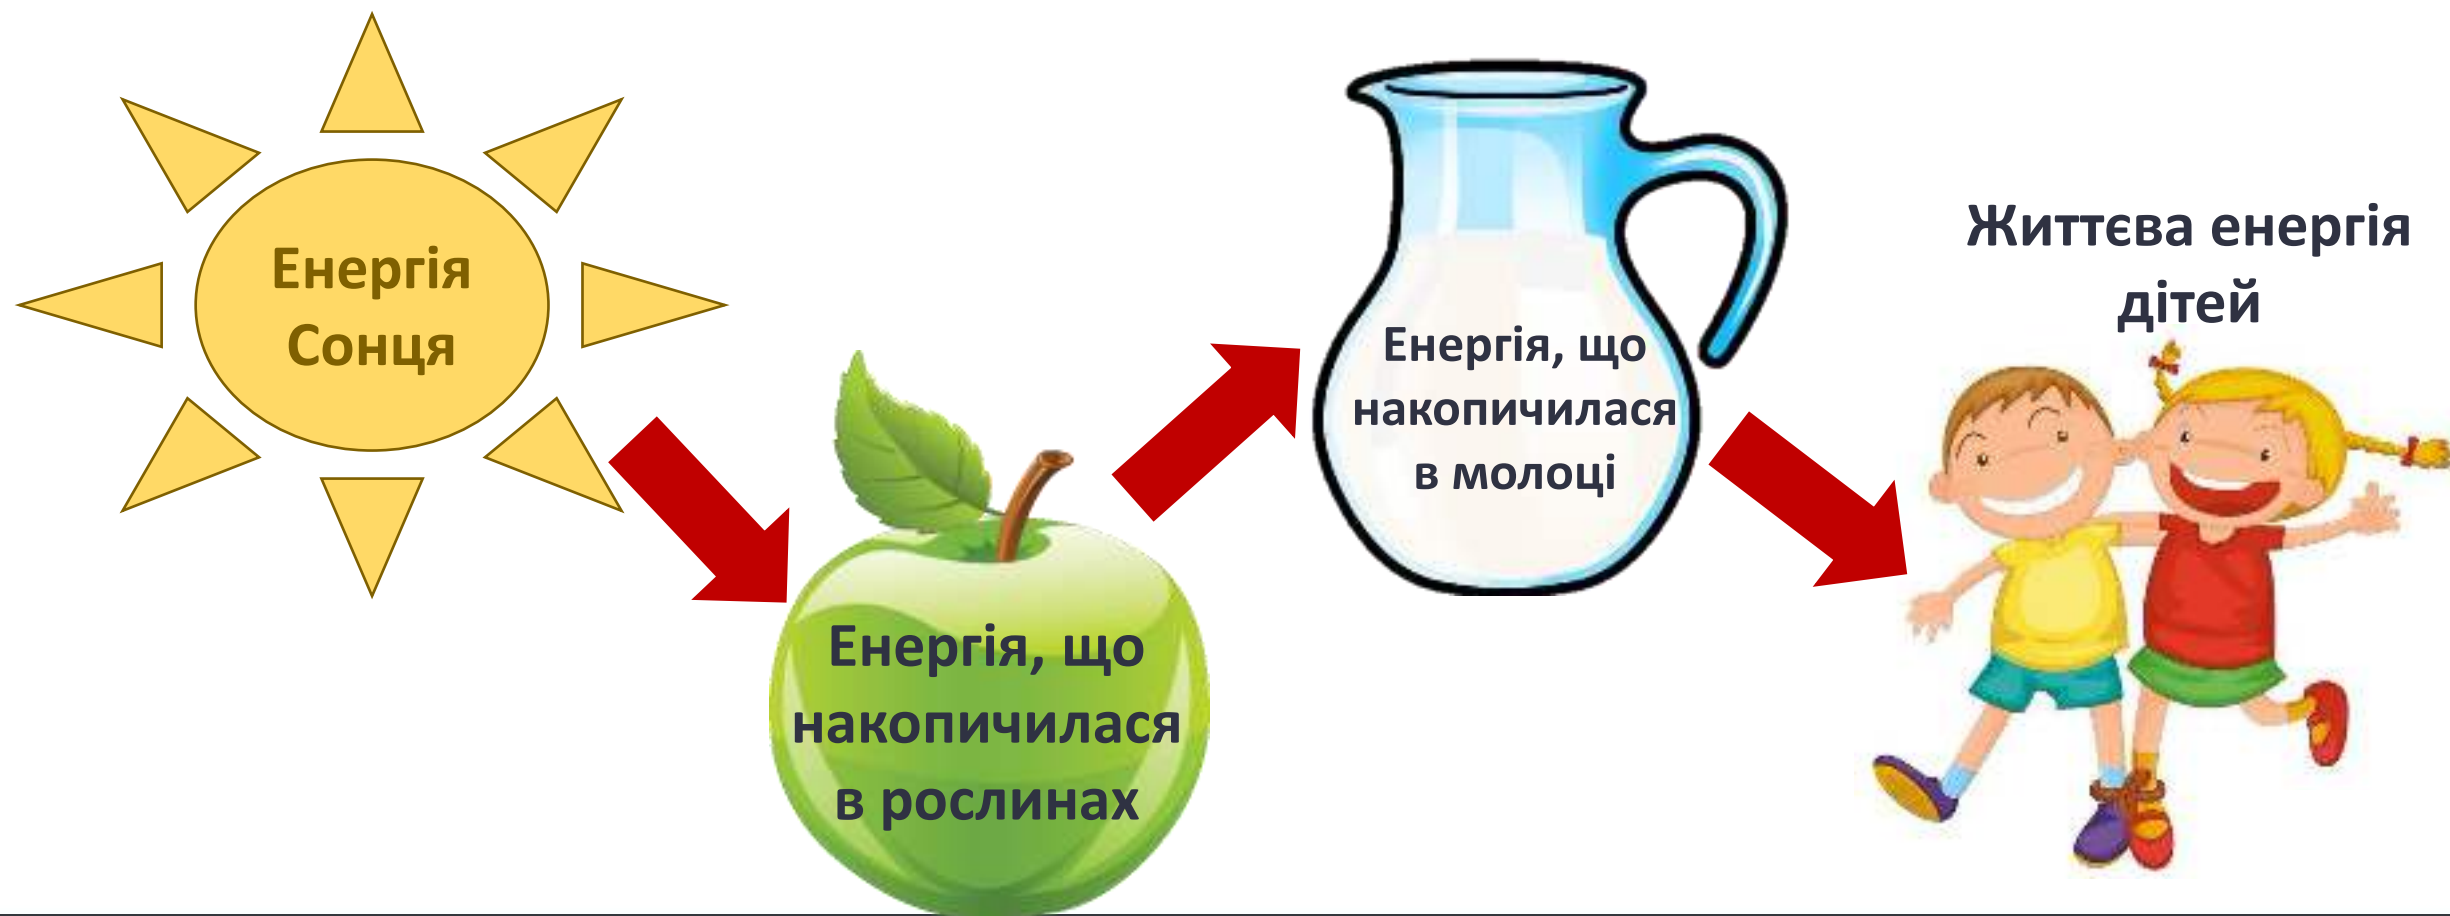 Енергія
Сонця
Енергія, що
накопичилася
в рослинах
Енергія, що
накопичилася
в молоці
Життєва енергія
дітей